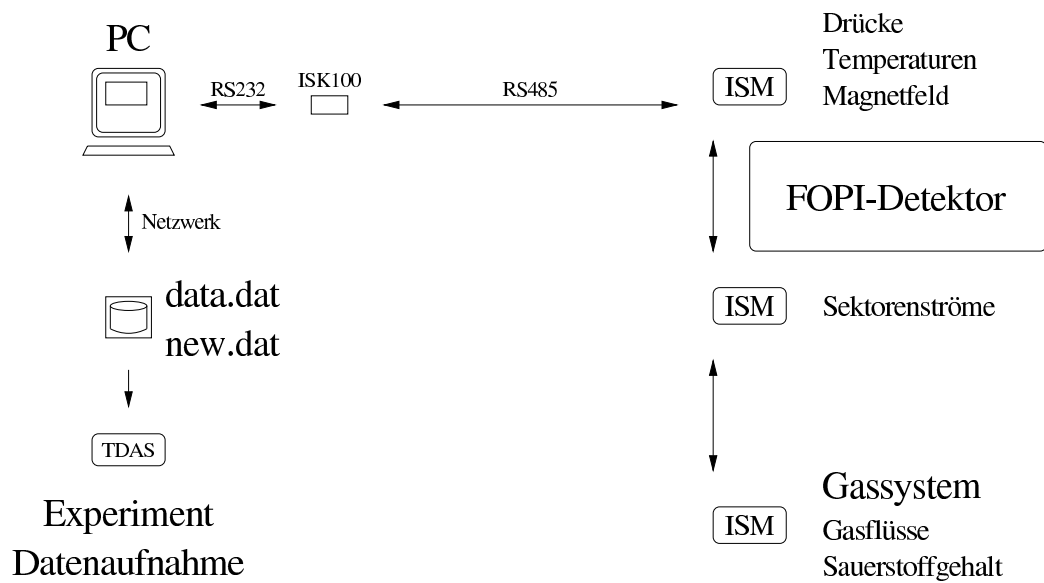 PC
RS232
ISK100
RS485
ISM
Drücke
Temperaturen
Magnetfeld
FOPI-Detektor
Netzwerk
data.dat
new.dat
ISM
Sektorenströme
TDAS
Experiment
Datenaufnahme
ISM
Gassystem
Gasflüsse
Sauerstoffgehalt